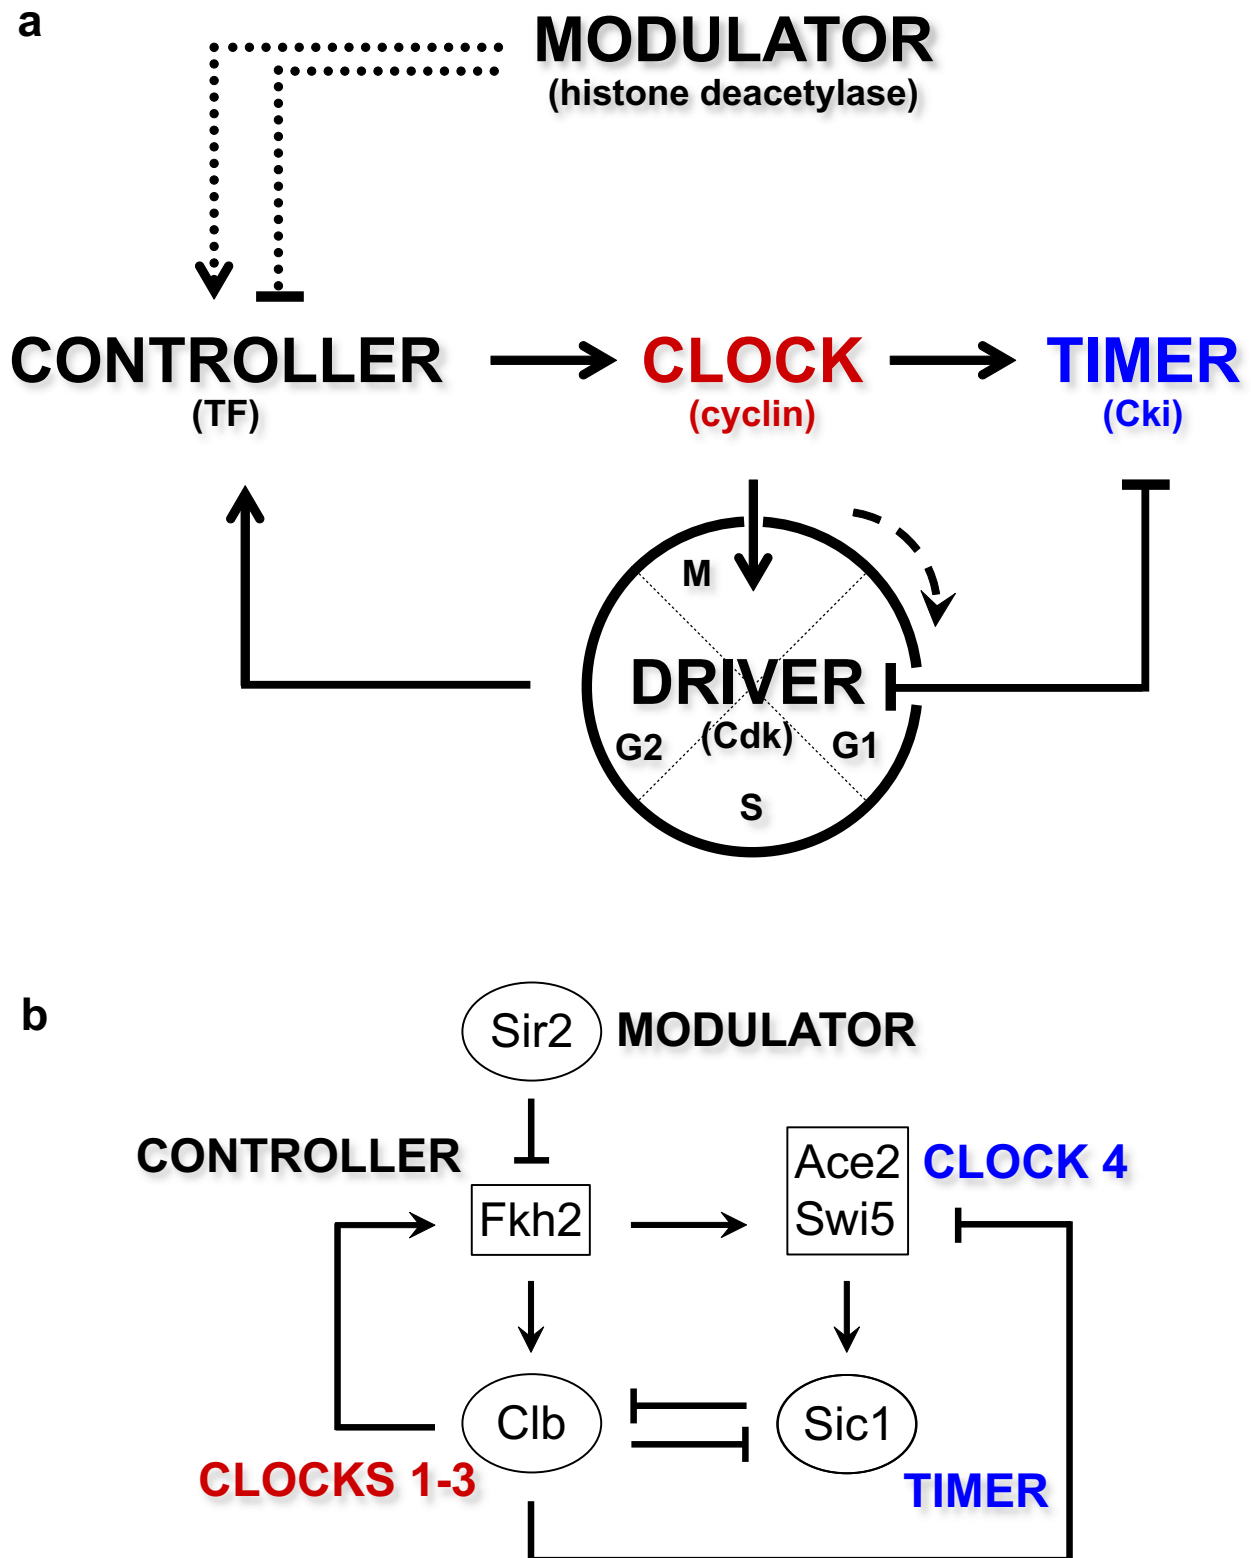 a
MODULATOR
(histone deacetylase)
CONTROLLER
(TF)
CLOCK
(cyclin)
TIMER
(Cki)
M
DRIVER
(Cdk)
G2
G1
S
b
Sir2
MODULATOR
CONTROLLER
Fkh2
Ace2
Swi5
CLOCK 4
Clb
Sic1
CLOCKS 1-3
TIMER